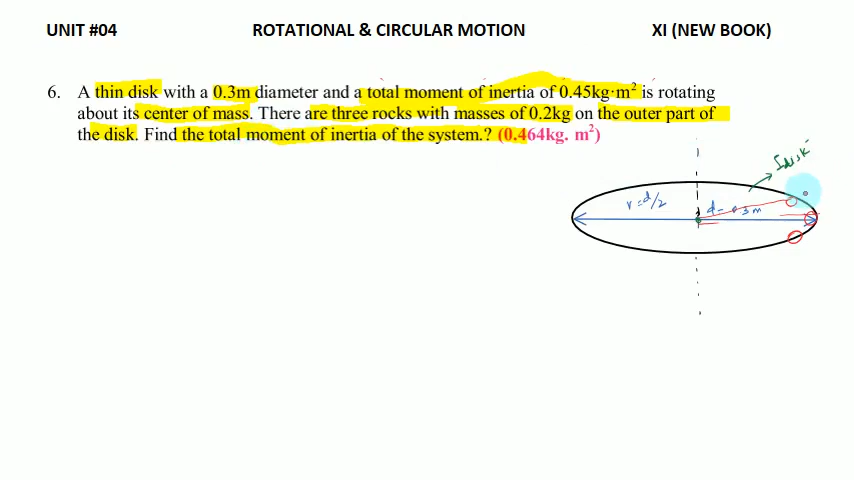 UNIT #04 ROTATIONAL & CIRCULAR MOTION XI (NEW BOOK)
6. A thin disk with a 0.3m diameter and a total moment of inertia of 0.45kg·m² is rotating
about its center of mass. There are three rocks with masses of 0.2kg on the outer part of
the disk. Find the total moment of inertia of the system.? (0.464kg. m²)
Idisk
r = d/2 d = 0.3m